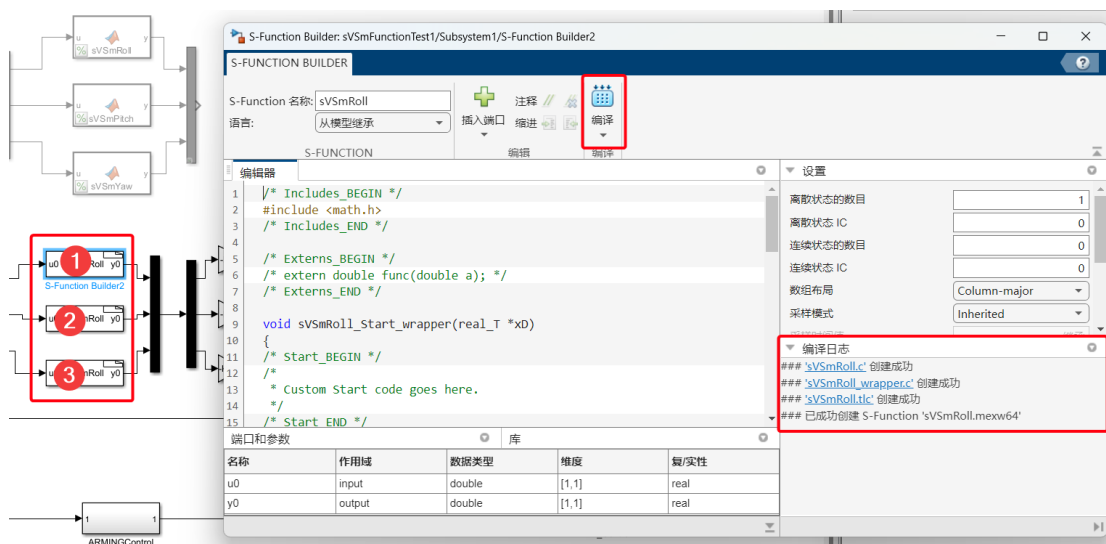 u
y
sVSmRoll
u
y
sVSmPitch
u
y
sVSmYaw
u0 1 Roll y0
S-Function Builder2
2 Roll y0
3 Roll y0
1 1
ARMINGControl
S-Function Builder: sVSmFunctionTest1/Subsystem1/S-Function Builder2
S-FUNCTION BUILDER
?
S-Function 名称: sVSmRoll
语言: 从模型继承
S-FUNCTION
插入端口
注释
缩进
编辑
编译
编译
编辑器
1 /* Includes_BEGIN */
2 #include <math.h>
3 /* Includes_END */
4
5 /* Externs_BEGIN */
6 /* extern double func(double a); */
7 /* Externs_END */
8
9 void sVSmRoll_Start_wrapper(real_T *xD)
10 {
11 /* Start_BEGIN */
12 /*
13 * Custom Start code goes here.
14 */
15 /* Start_END */
设置
离散状态的数目 1
离散状态 IC 0
连续状态的数目 0
连续状态 IC 0
数组布局 Column-major
采样模式 Inherited
编译日志
### 'sVSmRoll.c' 创建成功
### 'sVSmRoll_wrapper.c' 创建成功
### 'sVSmRoll.tlc' 创建成功
### 已成功创建 S-Function 'sVSmRoll.mexw64'
端口和参数
库
名称 作用域 数据类型 维度 复/实性
u0 input double [1,1] real
y0 output double [1,1] real